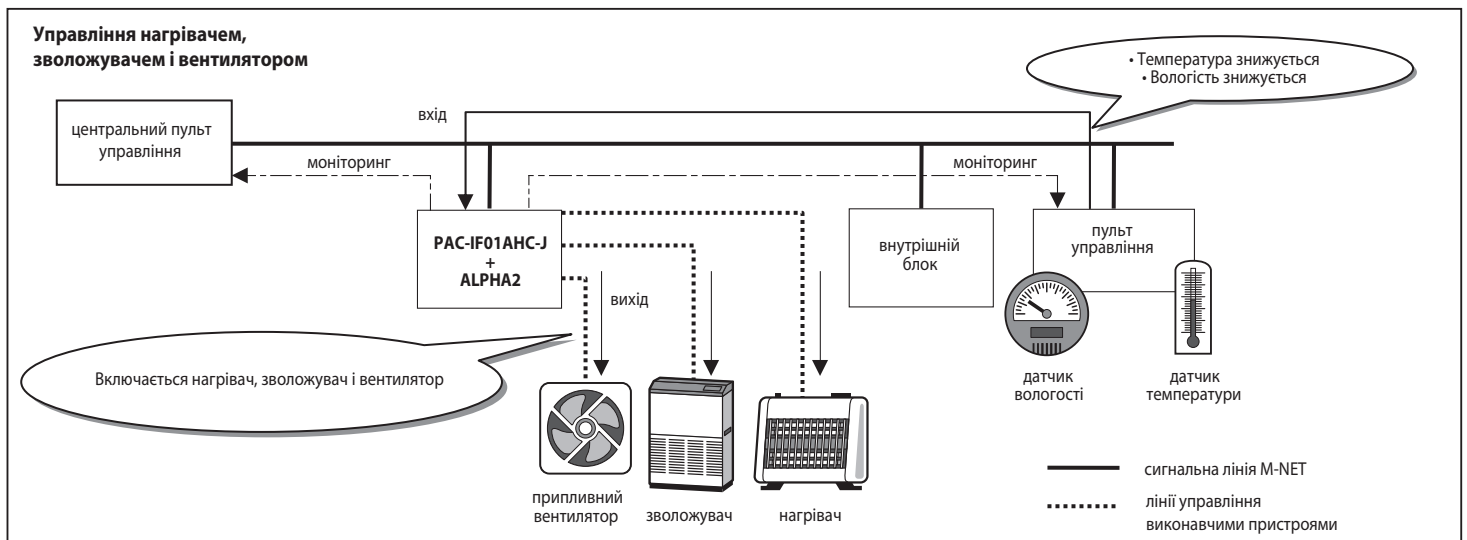 Управління нагрівачем,
зволожувачем і вентилятором
• Температура знижується
• Вологість знижується
вхід
центральний пульт
управління
моніторинг
моніторинг
PAC-IF01AHC-J
+
ALPHA2
внутрішній
блок
пульт
управління
вихід
Включається нагрівач, зволожувач і вентилятор
датчик
вологості
датчик
температури
припливний
вентилятор
зволожувач
нагрівач
сигнальна лінія M-NET
лінії управління
виконавчими пристроями